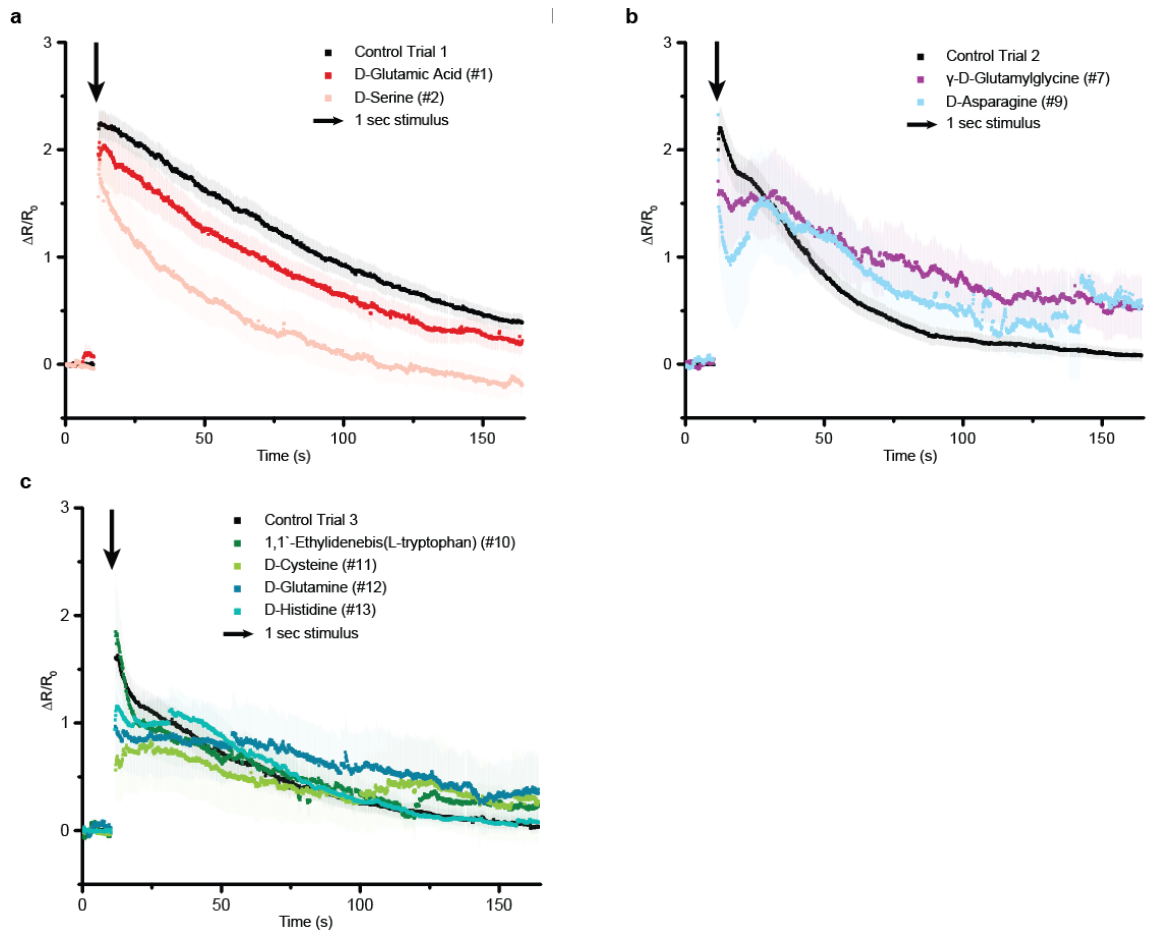 a
3
2
1
0
ΔR/R0
0
50
100
150
Time (s)
Control Trial 1
D-Glutamic Acid (#1)
D-Serine (#2)
1 sec stimulus
b
3
2
1
0
ΔR/R0
0
50
100
150
Time (s)
Control Trial 2
γ-D-Glutamylglycine (#7)
D-Asparagine (#9)
1 sec stimulus
c
3
2
1
0
ΔR/R0
0
50
100
150
Time (s)
Control Trial 3
1,1`-Ethylidenebis(L-tryptophan) (#10)
D-Cysteine (#11)
D-Glutamine (#12)
D-Histidine (#13)
1 sec stimulus